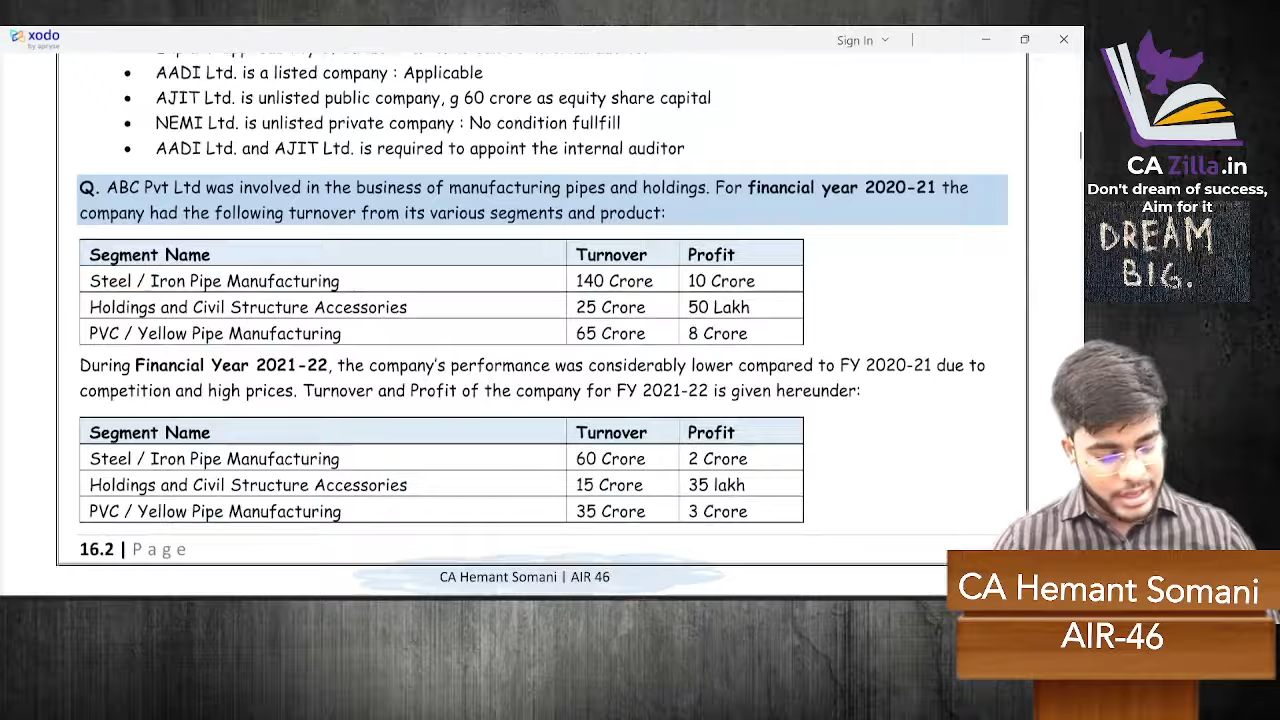 xodo
by apryse
Sign In
AADI Ltd. is a listed company : Applicable
AJIT Ltd. is unlisted public company, g 60 crore as equity share capital
NEMI Ltd. is unlisted private company : No condition fullfill
AADI Ltd. and AJIT Ltd. is required to appoint the internal auditor
Q. ABC Pvt Ltd was involved in the business of manufacturing pipes and holdings. For financial year 2020-21 the
company had the following turnover from its various segments and product:
Segment Name Turnover Profit
Steel / Iron Pipe Manufacturing 140 Crore 10 Crore
Holdings and Civil Structure Accessories 25 Crore 50 Lakh
PVC / Yellow Pipe Manufacturing 65 Crore 8 Crore
During Financial Year 2021-22, the company's performance was considerably lower compared to FY 2020-21 due to
competition and high prices. Turnover and Profit of the company for FY 2021-22 is given hereunder:
Segment Name Turnover Profit
Steel / Iron Pipe Manufacturing 60 Crore 2 Crore
Holdings and Civil Structure Accessories 15 Crore 35 lakh
PVC / Yellow Pipe Manufacturing 35 Crore 3 Crore
16.2 | Page
CA Hemant Somani | AIR 46
CA Zilla.in
Don't dream of success,
Aim for it
DREAM
BIG.
CA Hemant Somani
AIR-46